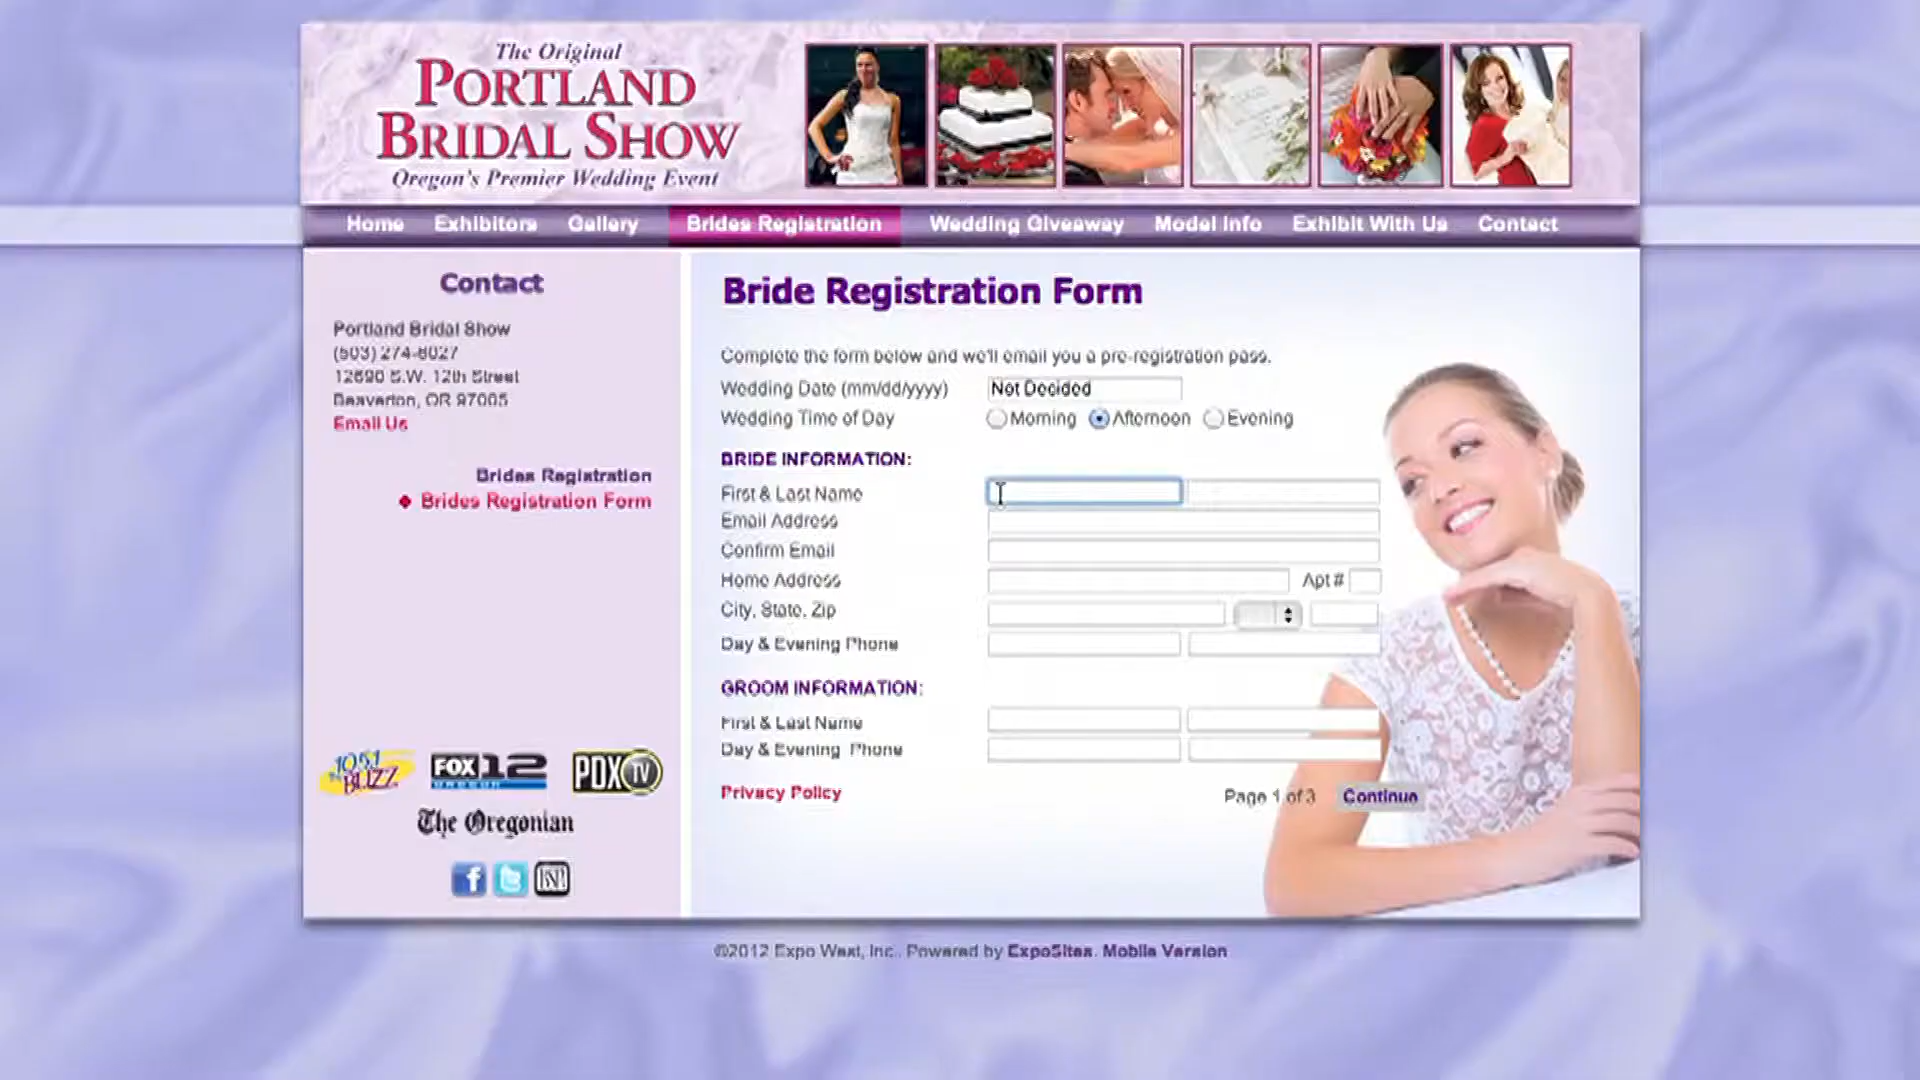 The Original
PORTLAND
BRIDAL SHOW
Oregon's Premier Wedding Event
Home Exhibitors Gallery Brides Registration Wedding Giveaway Model Info Exhibit With Us Contact
Contact
Portland Bridal Show
(503) 274-6027
12690 S.W. 12th Street
Beaverton, OR 97005
Email Us
Brides Registration
Brides Registration Form
105.1
THE BUZZ
FOX 12
OREGON
PDX TV
The Oregonian
Bride Registration Form
Complete the form below and we'll email you a pre-registration pass.
Wedding Date (mm/dd/yyyy) Not Decided
Wedding Time of Day Morning Afternoon Evening
BRIDE INFORMATION:
First & Last Name
Email Address
Confirm Email
Home Address Apt #
City, State, Zip
Day & Evening Phone
GROOM INFORMATION:
First & Last Name
Day & Evening Phone
Privacy Policy Page 1 of 3 Continue
©2012 Expo West, Inc.. Powered by ExpoSites. Mobile Version